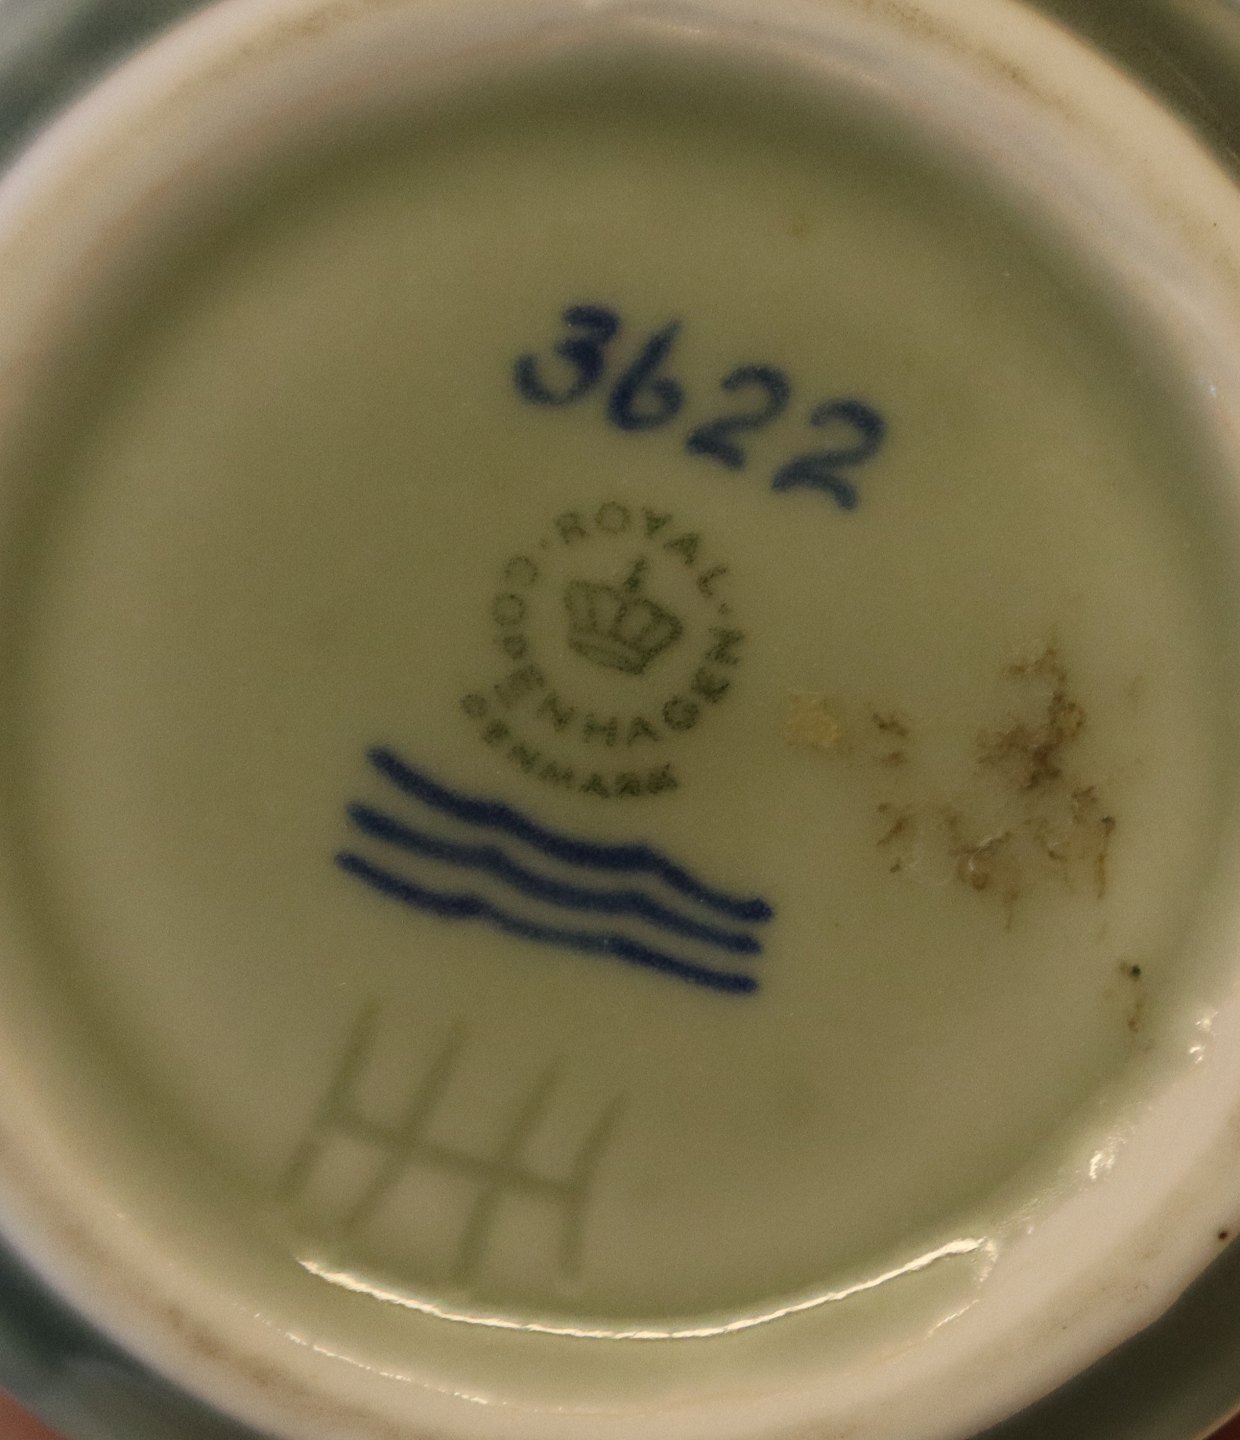 3622
ROYAL
COPENHAGEN
DENMARK